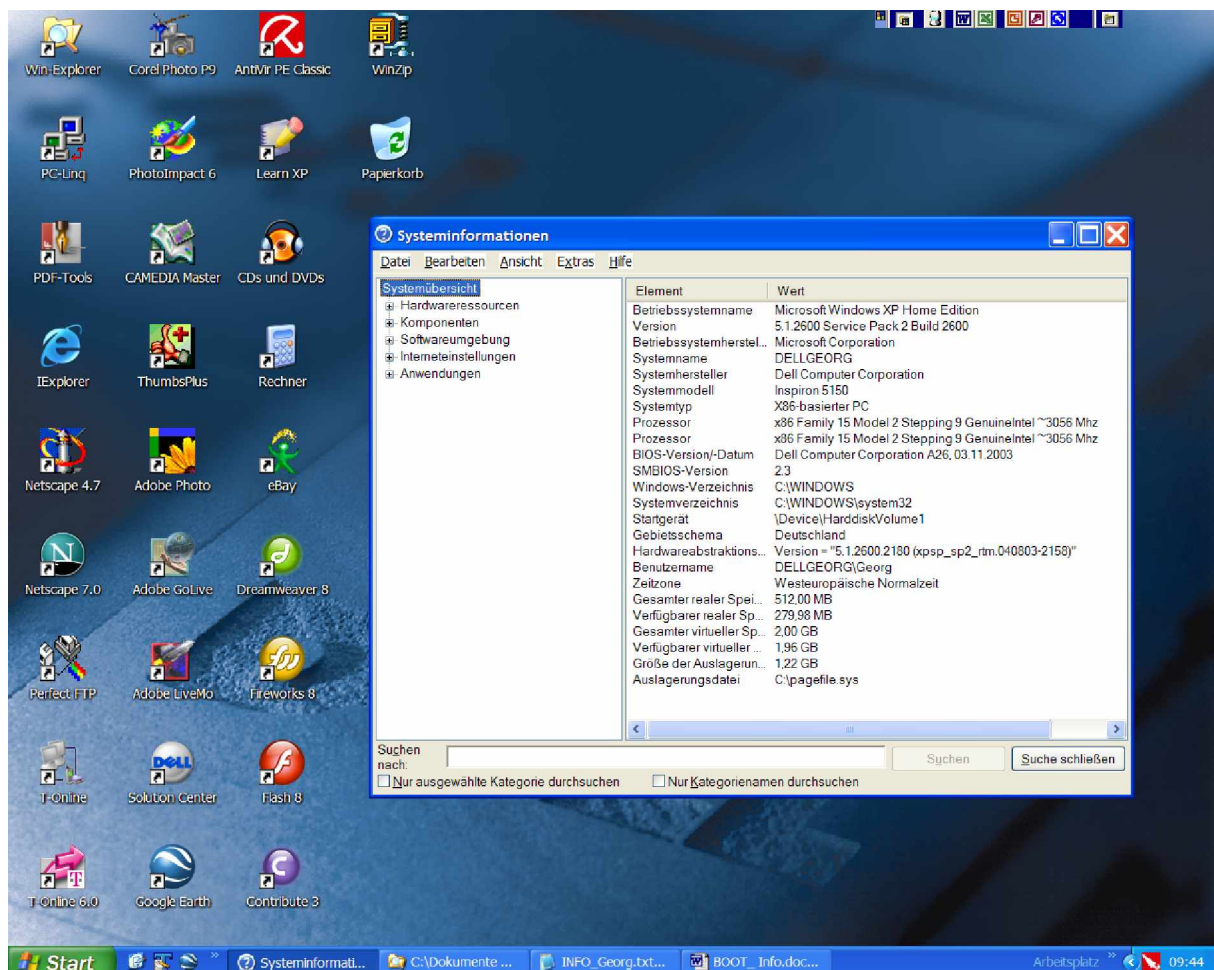 Win-Explorer Corel Photo P9 AntiVir PE Classic WinZip
PC-Linq PhotoImpact 6 Learn XP Papierkorb
PDF-Tools CAMEDIA Master CDs und DVDs
IExplorer ThumbsPlus Rechner
Netscape 4.7 Adobe Photo eBay
Netscape 7.0 Adobe GoLive Dreamweaver 8
Perfect FTP Adobe LiveMo Fireworks 8
DELL
T-Online Solution Center Flash 8
T-Online 6.0 Google Earth Contribute 3
Systeminformationen
Datei Bearbeiten Ansicht Extras Hilfe
Systemübersicht
Hardwareressourcen
Komponenten
Softwareumgebung
Interneteinstellungen
Anwendungen
Element Wert
Betriebssystemname Microsoft Windows XP Home Edition
Version 5.1.2600 Service Pack 2 Build 2600
Betriebssystemherstel... Microsoft Corporation
Systemname DELLGEORG
Systemhersteller Dell Computer Corporation
Systemmodell Inspiron 5150
Systemtyp X86-basierter PC
Prozessor x86 Family 15 Model 2 Stepping 9 GenuineIntel ~3056 Mhz
Prozessor x86 Family 15 Model 2 Stepping 9 GenuineIntel ~3056 Mhz
BIOS-Version/-Datum Dell Computer Corporation A26, 03.11.2003
SMBIOS-Version 2.3
Windows-Verzeichnis C:\WINDOWS
Systemverzeichnis C:\WINDOWS\system32
Startgerät \Device\HarddiskVolume1
Gebietsschema Deutschland
Hardwareabstraktions... Version = "5.1.2600.2180 (xpsp_sp2_rtm.040803-2158)"
Benutzername DELLGEORG\Georg
Zeitzone Westeuropäische Normalzeit
Gesamter realer Spei... 512,00 MB
Verfügbarer realer Sp... 279,98 MB
Gesamter virtueller Sp... 2,00 GB
Verfügbarer virtueller ... 1,96 GB
Größe der Auslagerun... 1,22 GB
Auslagerungsdatei C:\pagefile.sys
Suchen nach: Suchen Suche schließen
Nur ausgewählte Kategorie durchsuchen Nur Kategorienamen durchsuchen
Start Systeminformati... C:\Dokumente ... INFO_Georg.txt... BOOT_ Info.doc... Arbeitsplatz 09:44